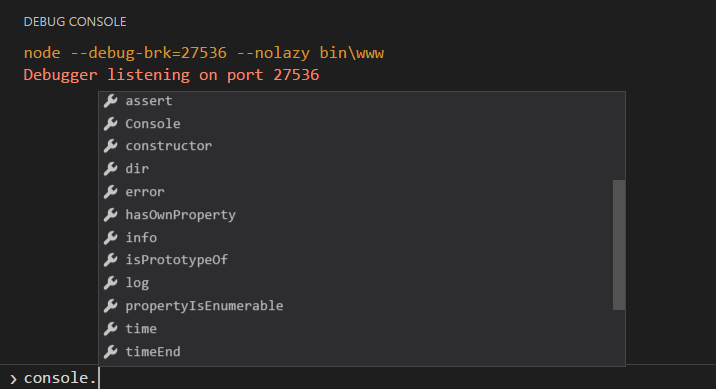 DEBUG CONSOLE
node --debug-brk=27536 --nolazy bin\www
Debugger listening on port 27536
assert
Console
constructor
dir
error
hasOwnProperty
info
isPrototypeOf
log
propertyIsEnumerable
time
timeEnd
console.